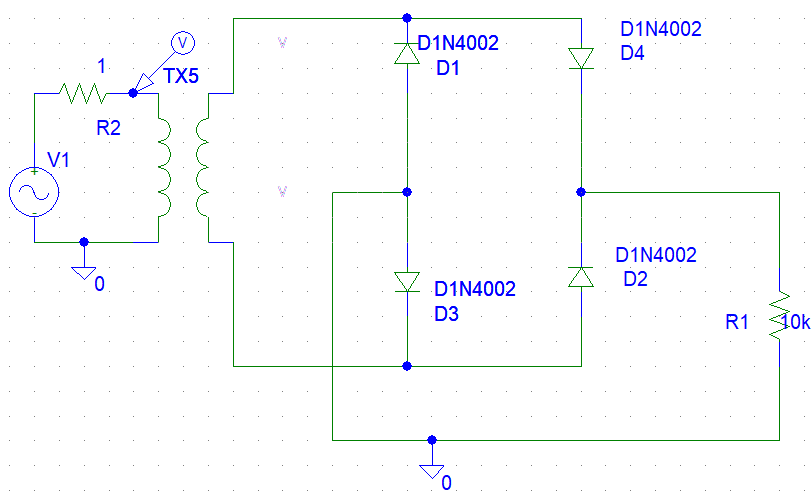 D1N4002
D4
V
D1N4002
D1
V
1
TX5
R2
V1
V
D1N4002
D2
0
D1N4002
D3
R1
10k
0